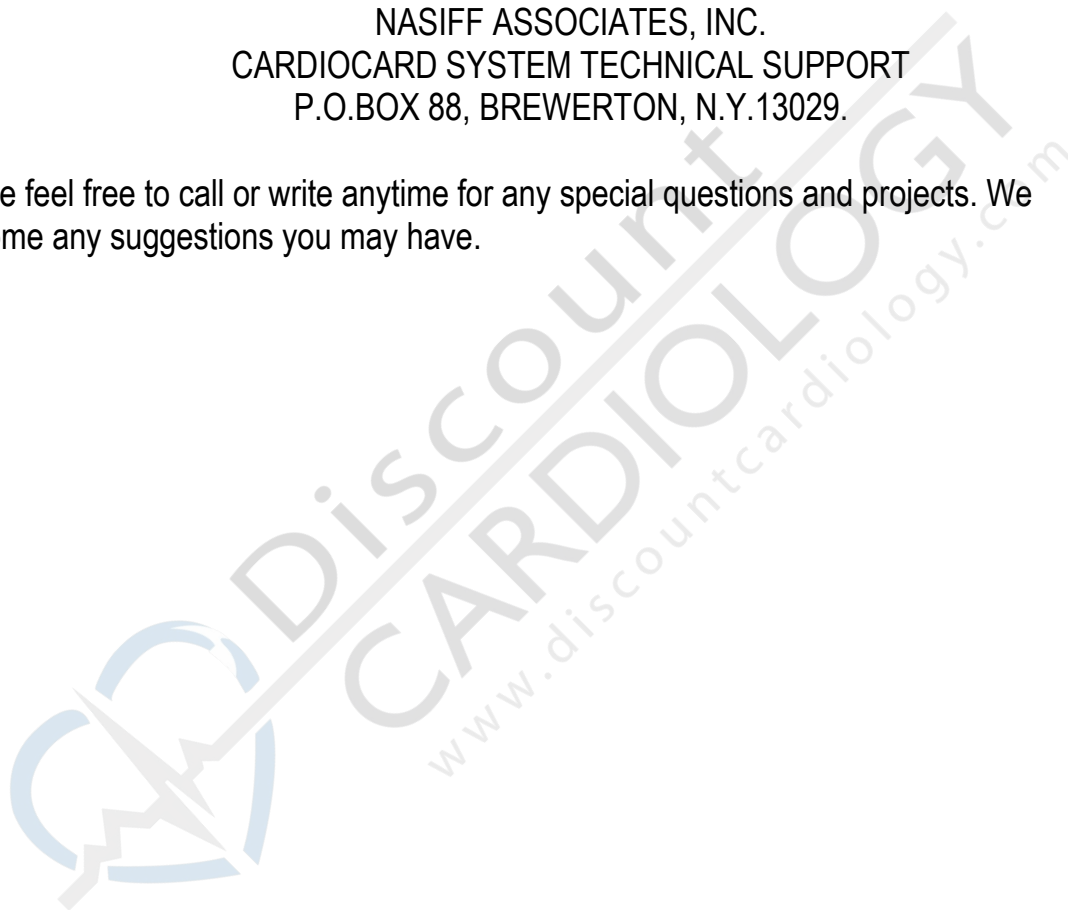 NASIFF ASSOCIATES, INC.
CARDIOCARD SYSTEM TECHNICAL SUPPORT
P.O.BOX 88, BREWERTON, N.Y.13029.
e feel free to call or write anytime for any special questions and projects. We
ome any suggestions you may have.
Discount
CARDIOLOGY
www.discountcardiology.com